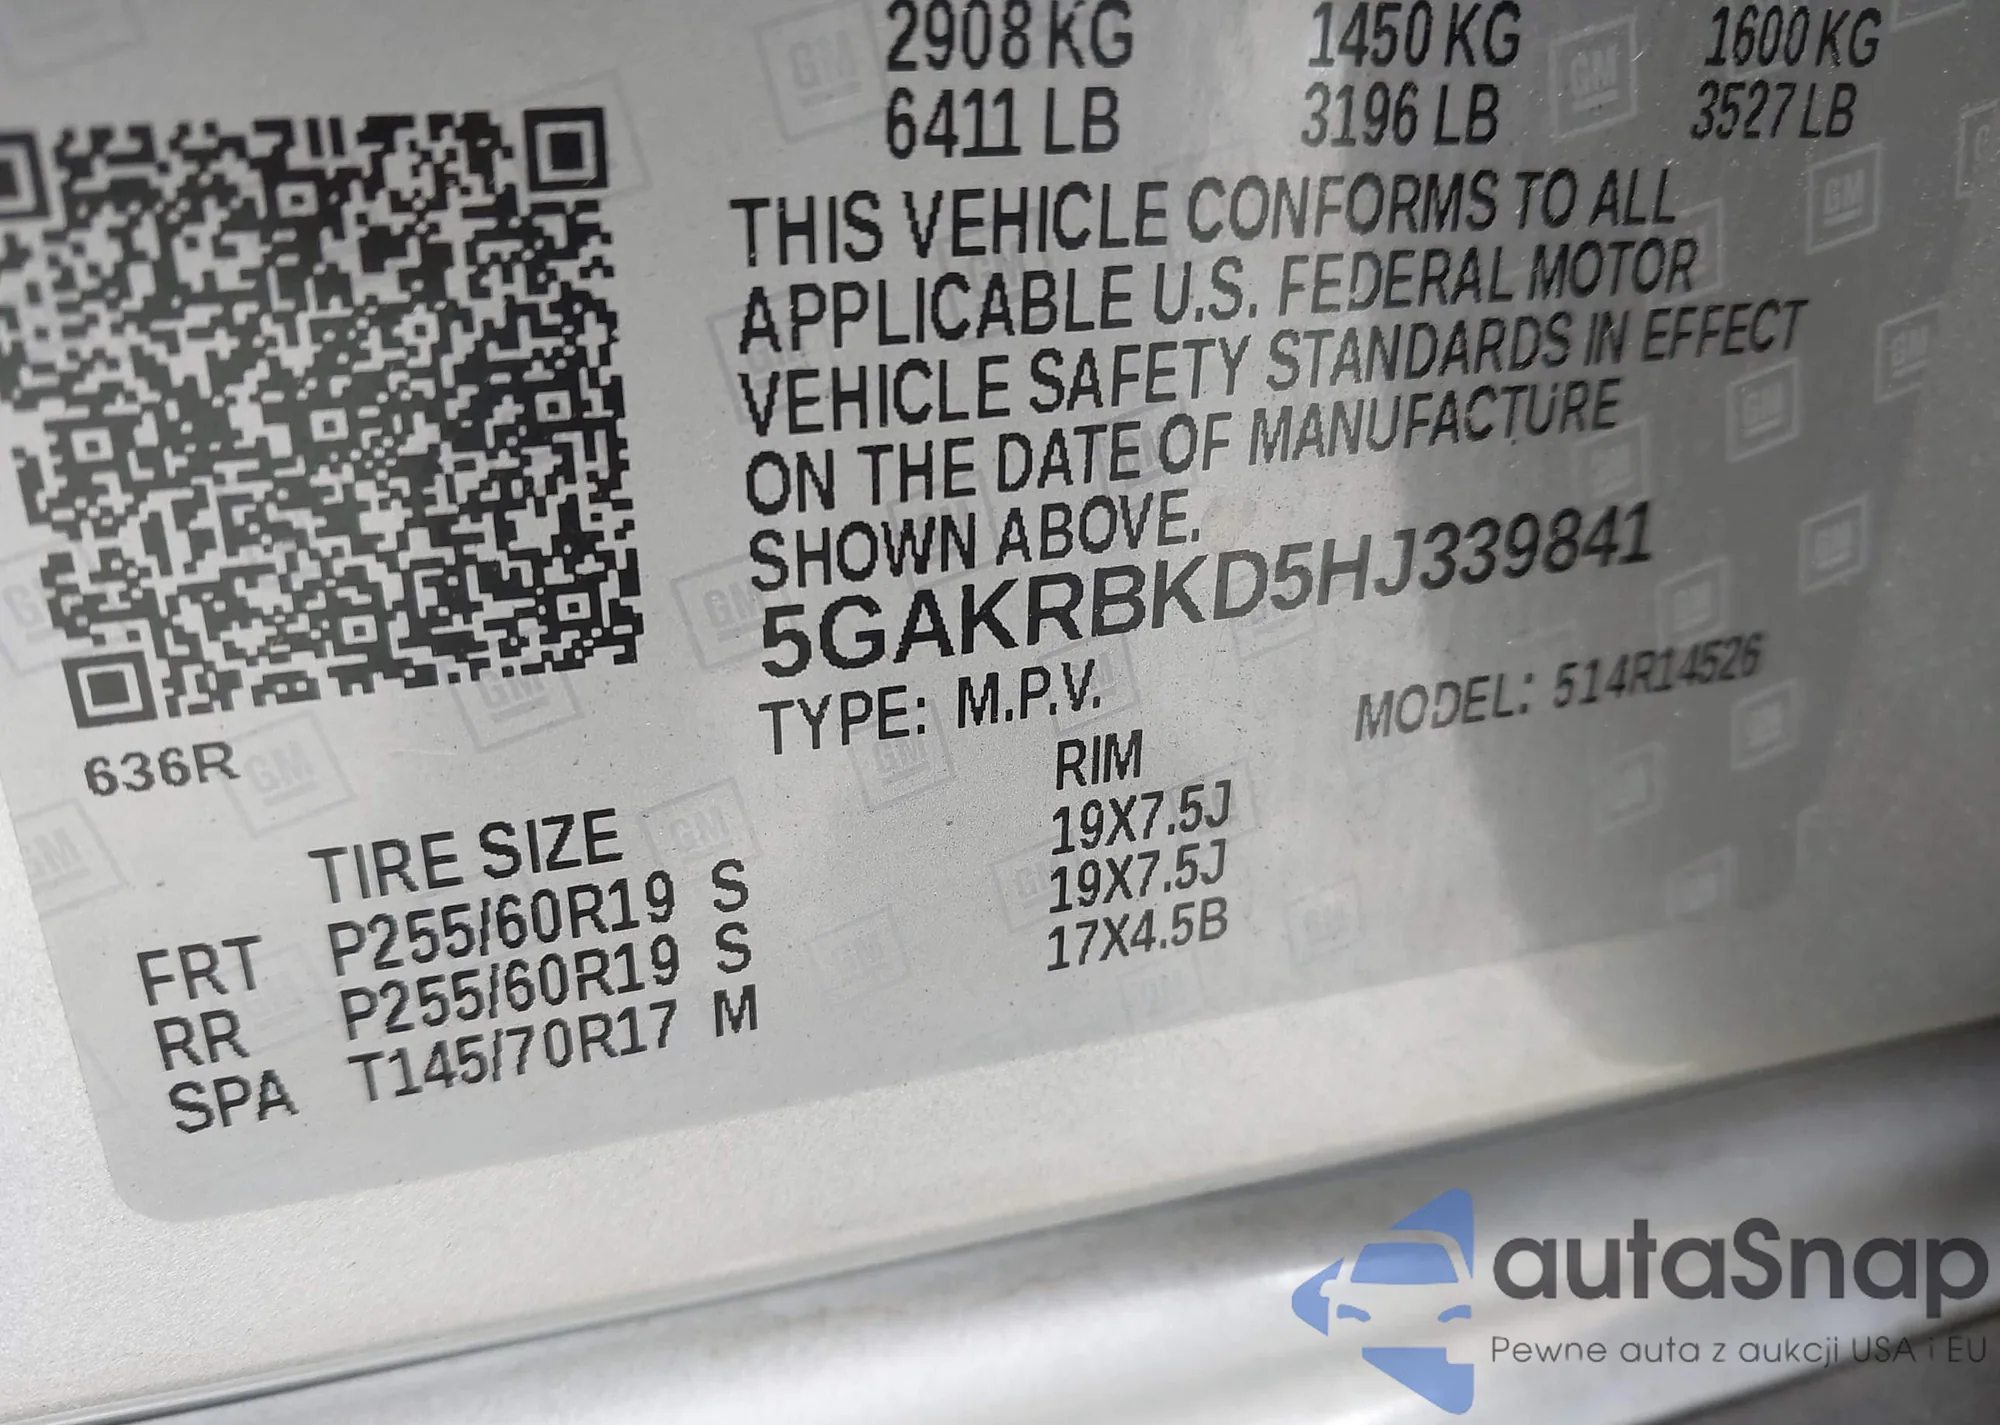 2908 KG 1450 KG 1600 KG
6411 LB 3196 LB 3527 LB
THIS VEHICLE CONFORMS TO ALL
APPLICABLE U.S. FEDERAL MOTOR
VEHICLE SAFETY STANDARDS IN EFFECT
ON THE DATE OF MANUFACTURE
SHOWN ABOVE.
5GAKRBKD5HJ339841
TYPE: M.P.V. MODEL: 514R14526
636R
TIRE SIZE RIM
FRT P255/60R19 S 19X7.5J
RR P255/60R19 S 19X7.5J
SPA T145/70R17 M 17X4.5B
GM
autaSnap
Pewne auta z aukcji USA i EU